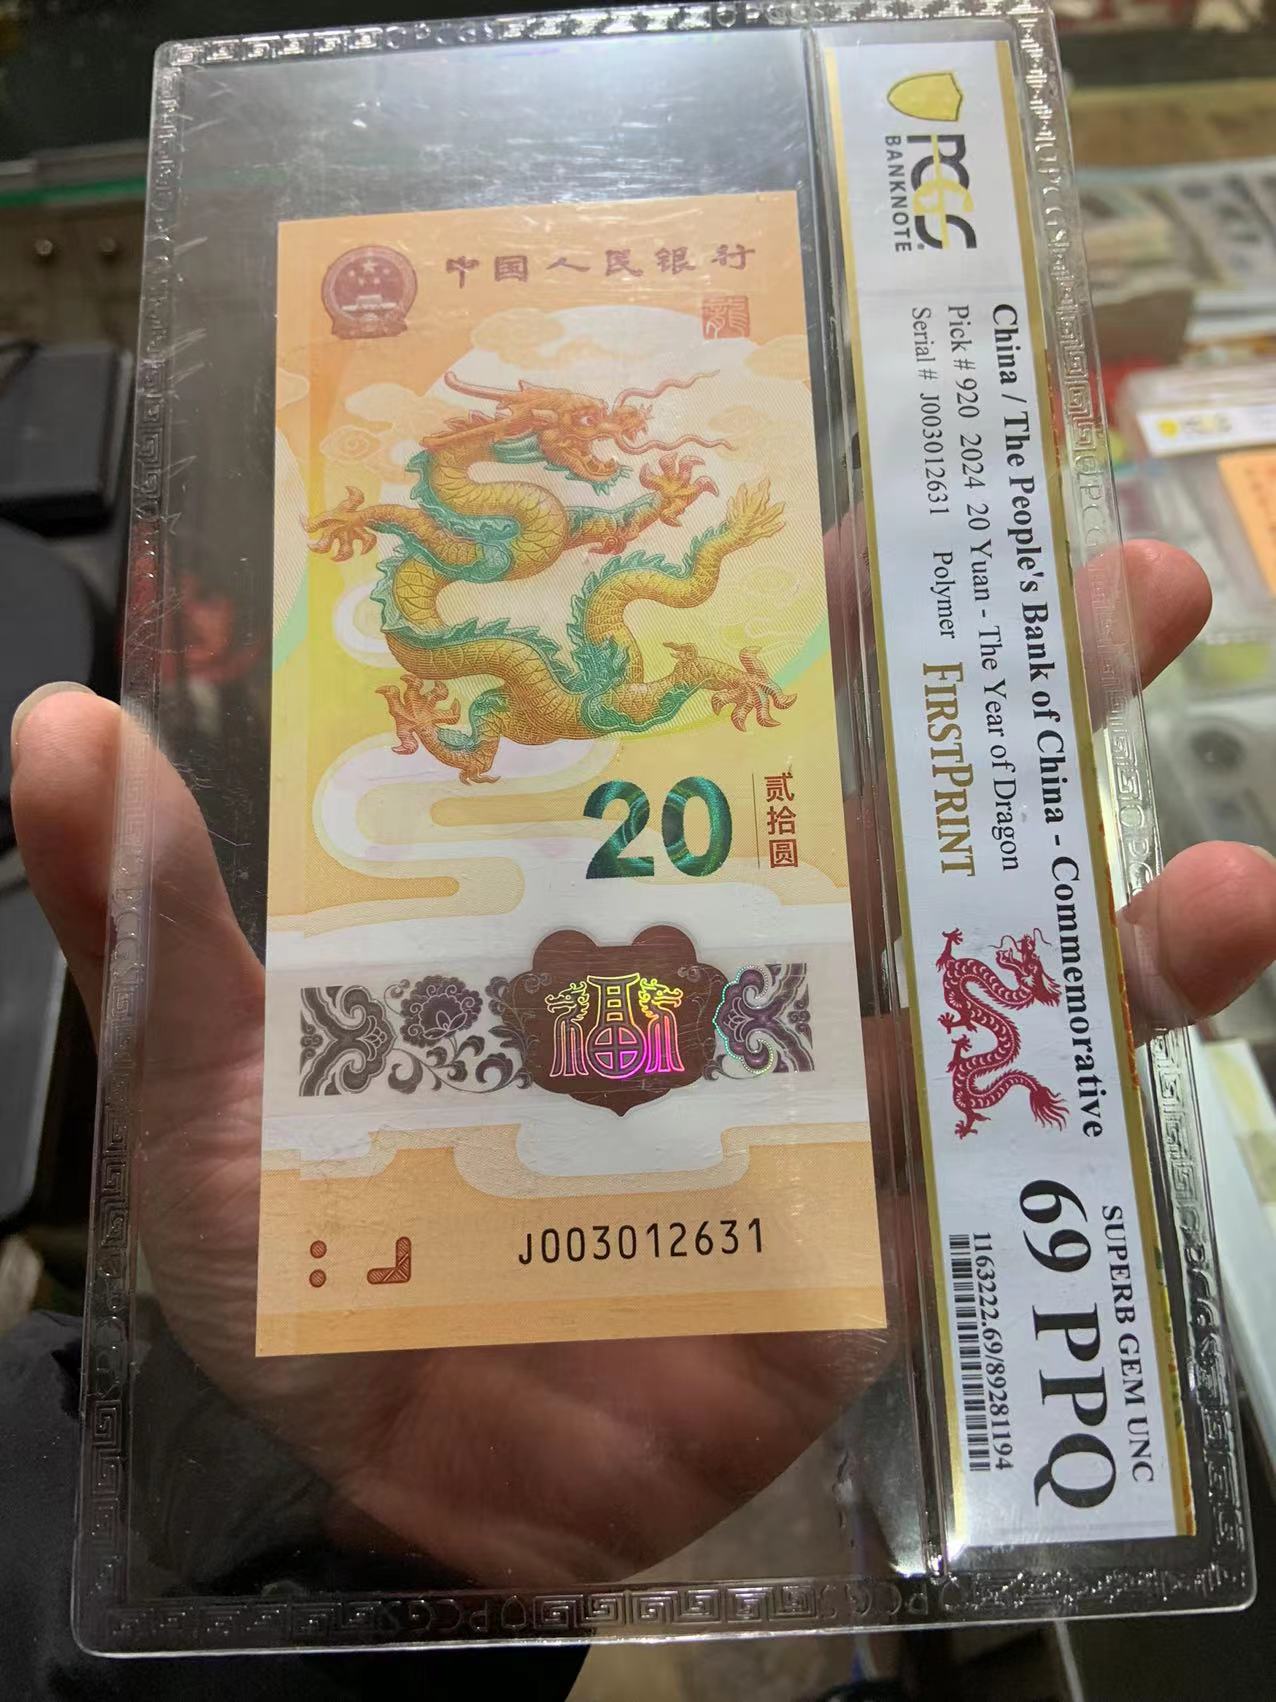 中国人民银行
龍
20
贰拾圆
J003012631
PCGS
BANKNOTE
China / The People's Bank of China - Commemorative
Pick # 920 2024 20 Yuan - The Year of Dragon
Serial # J003012631 Polymer FIRSTPRINT
SUPERB GEM UNC
69 PPQ
1163222.69/89281194